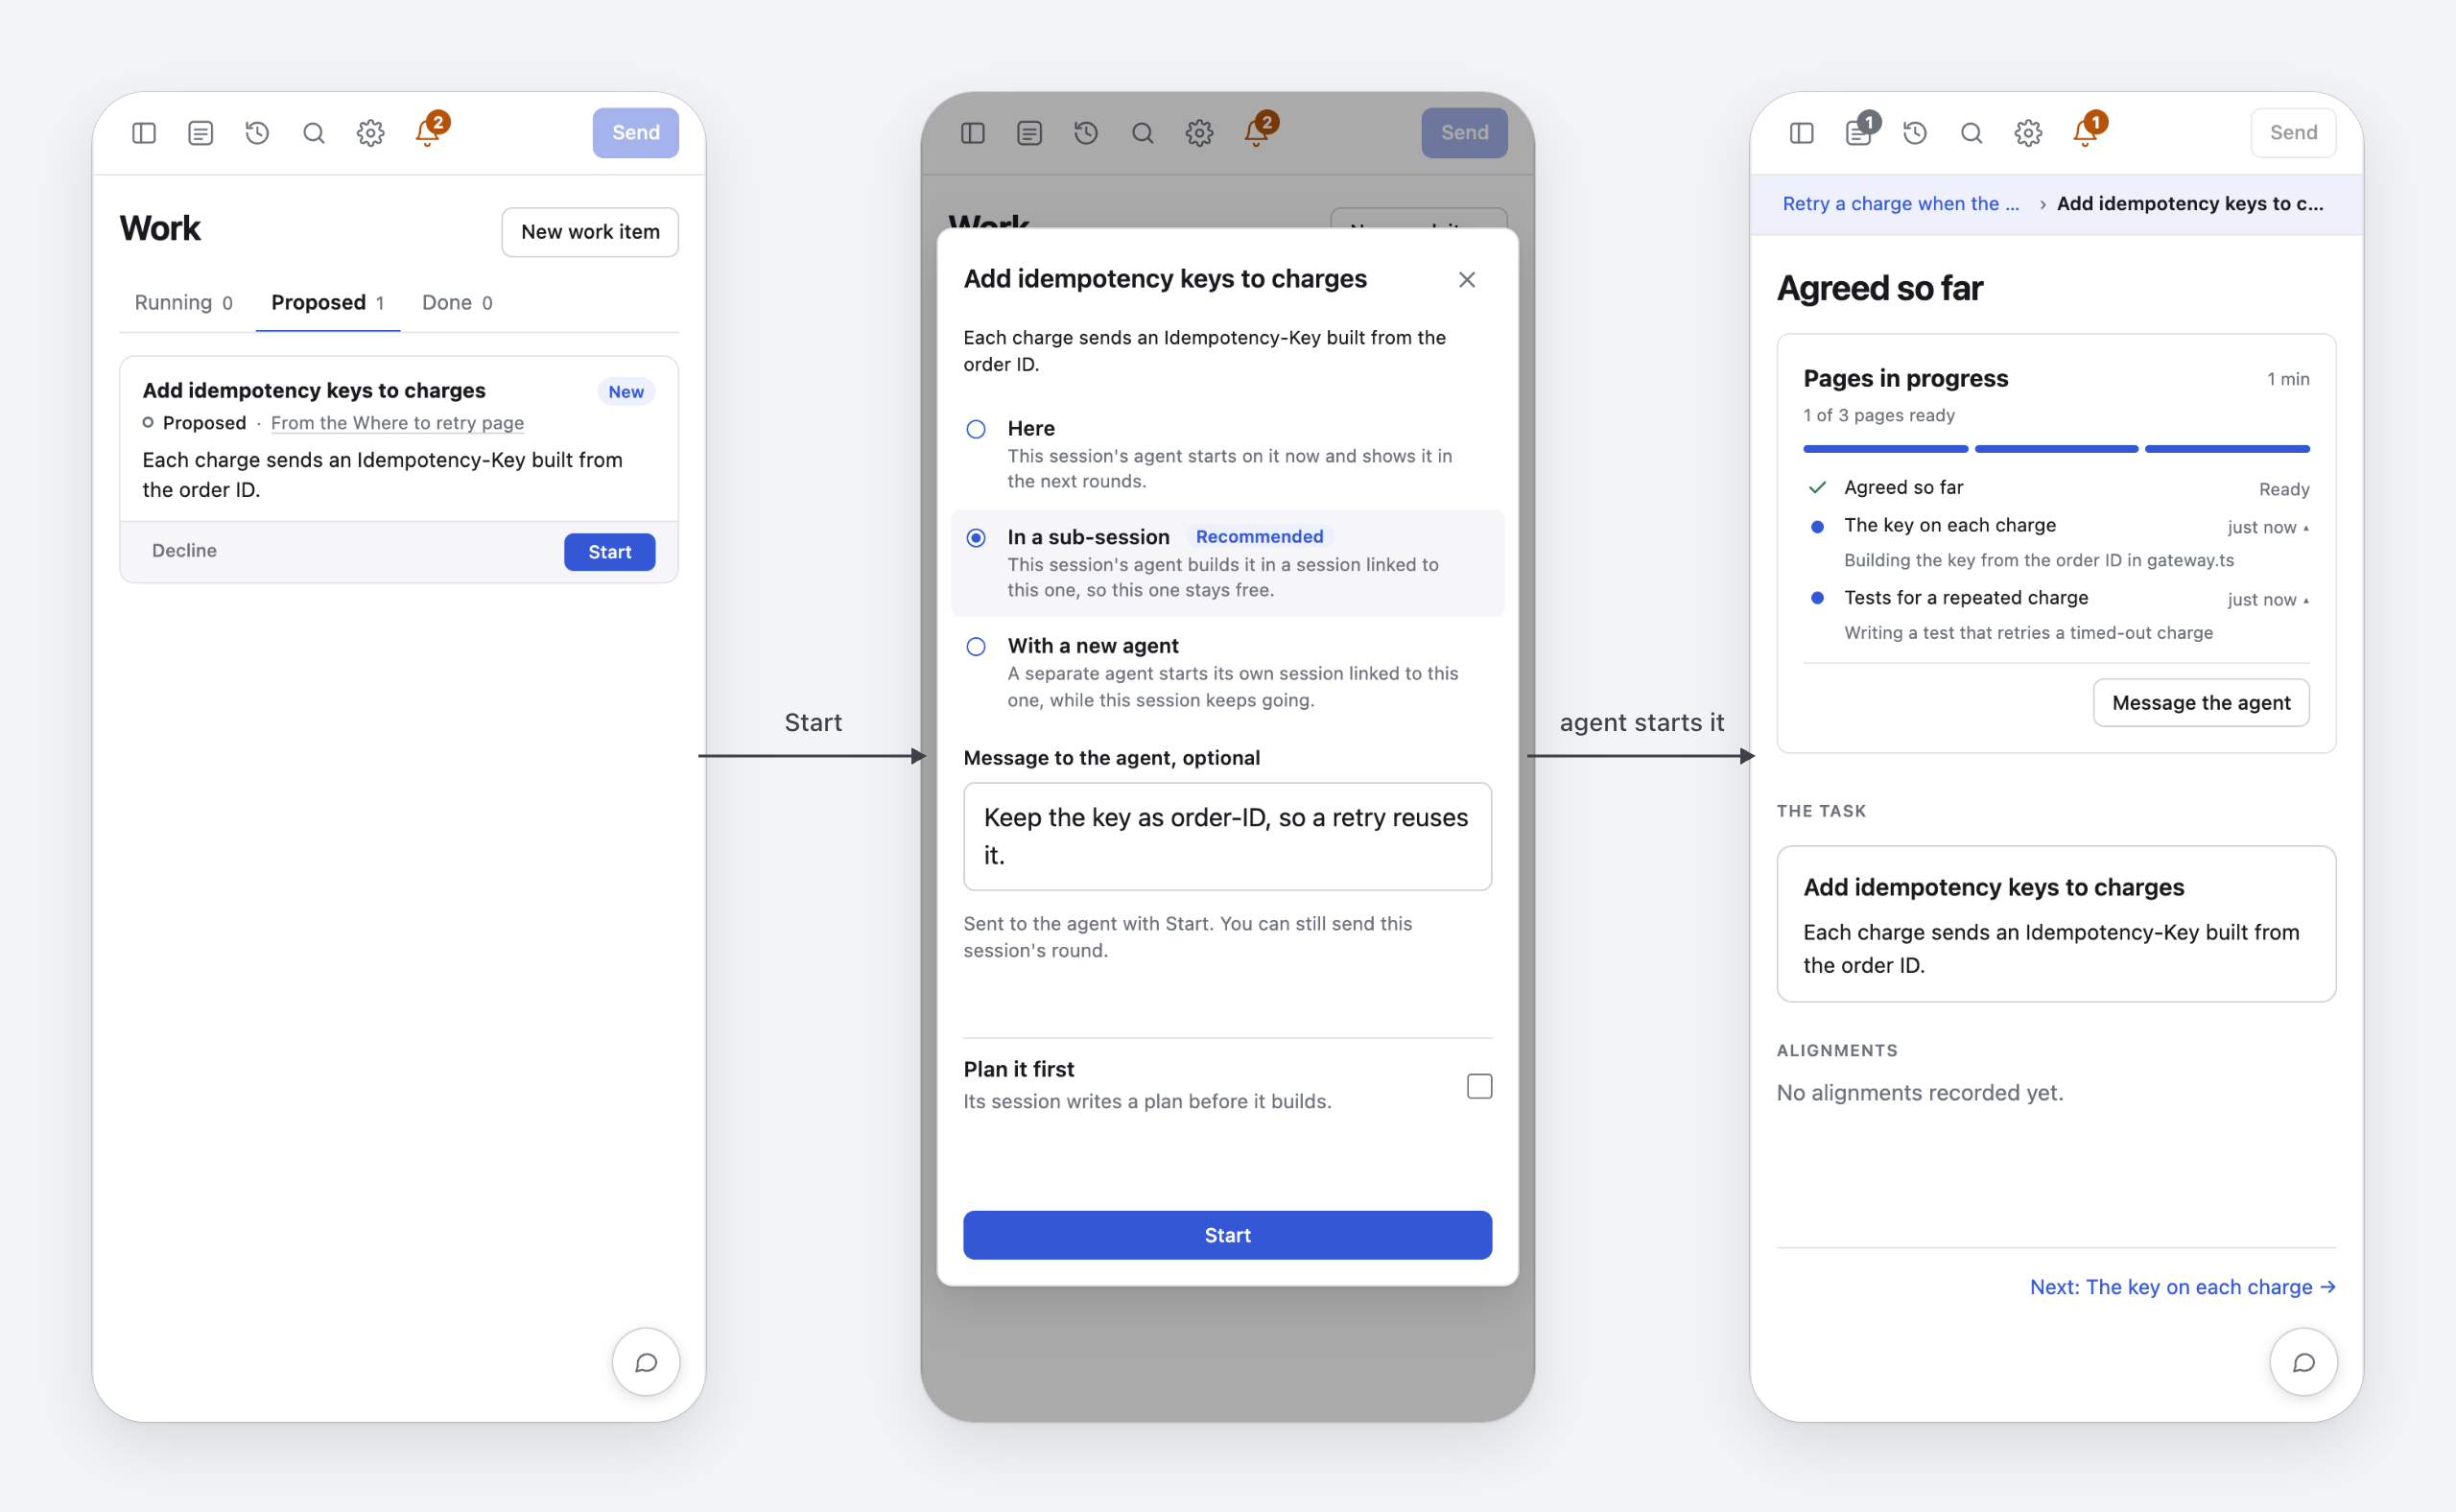 2
Send
Work
New work item
Running 0
Proposed 1
Done 0
Add idempotency keys to charges
New
Proposed · From the Where to retry page
Each charge sends an Idempotency-Key built from
the order ID.
Decline
Start
Start
2
Send
Add idempotency keys to charges
Each charge sends an Idempotency-Key built from the
order ID.
Here
This session's agent starts on it now and shows it in
the next rounds.
In a sub-session
Recommended
This session's agent builds it in a session linked to
this one, so this one stays free.
With a new agent
A separate agent starts its own session linked to this
one, while this session keeps going.
Message to the agent, optional
Keep the key as order-ID, so a retry reuses
it.
Sent to the agent with Start. You can still send this
session's round.
Plan it first
Its session writes a plan before it builds.
Start
agent starts it
1
1
Send
Retry a charge when the ... › Add idempotency keys to c...
Agreed so far
Pages in progress
1 min
1 of 3 pages ready
Agreed so far
Ready
The key on each charge
just now
Building the key from the order ID in gateway.ts
Tests for a repeated charge
just now
Writing a test that retries a timed-out charge
Message the agent
THE TASK
Add idempotency keys to charges
Each charge sends an Idempotency-Key built from
the order ID.
ALIGNMENTS
No alignments recorded yet.
Next: The key on each charge →